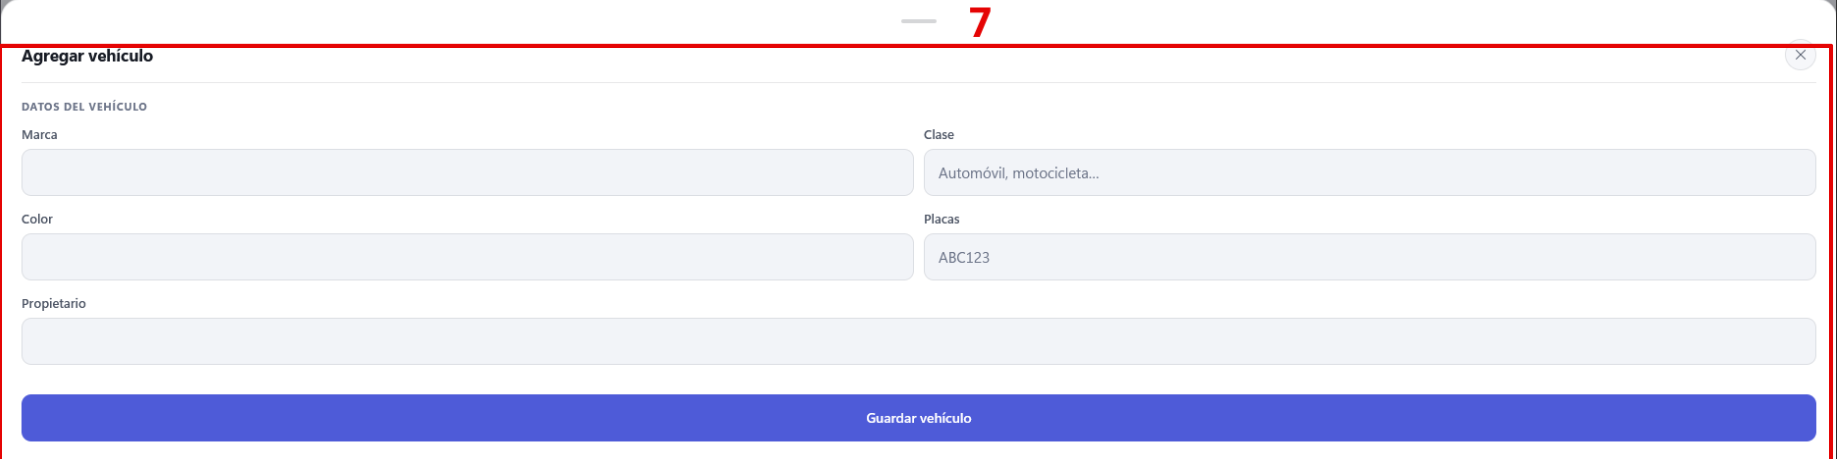 7
Agregar vehículo
DATOS DEL VEHÍCULO
Marca
Clase
Automóvil, motocicleta...
Color
Placas
ABC123
Propietario
Guardar vehículo